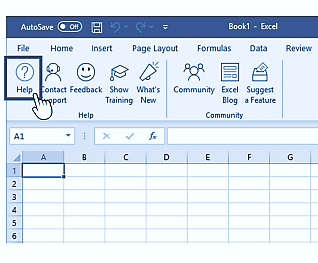 AutoSave Off Book1 - Excel
File Home Insert Page Layout Formulas Data Review
Help Contact Support Feedback Show Training What's New Community Excel Blog Suggest a Feature
Help Community
A1 fx
A B C D E F G
1
2
3
4
5
6